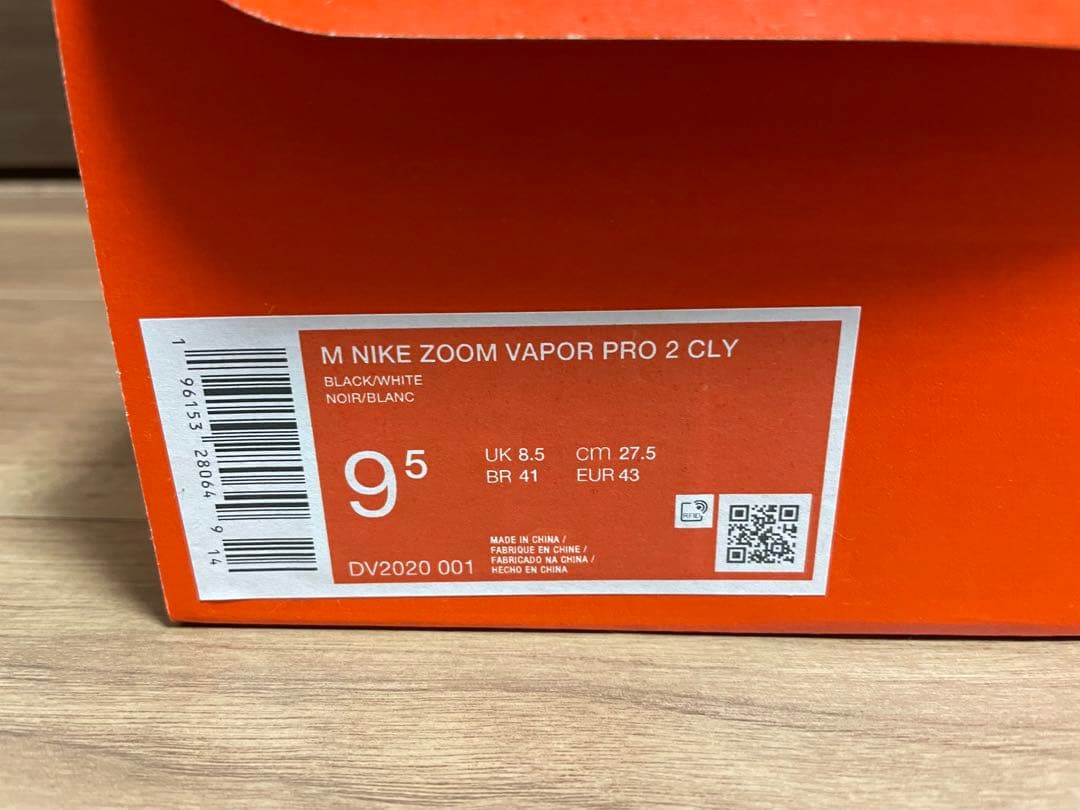 M NIKE ZOOM VAPOR PRO 2 CLY
BLACK/WHITE
NOIR/BLANC
9⁵
UK 8.5 cm 27.5
BR 41 EUR 43
RFID
DV2020 001
MADE IN CHINA /
FABRIQUE EN CHINE /
FABRICADO NA CHINA /
HECHO EN CHINA
1 96153 28064 9 14